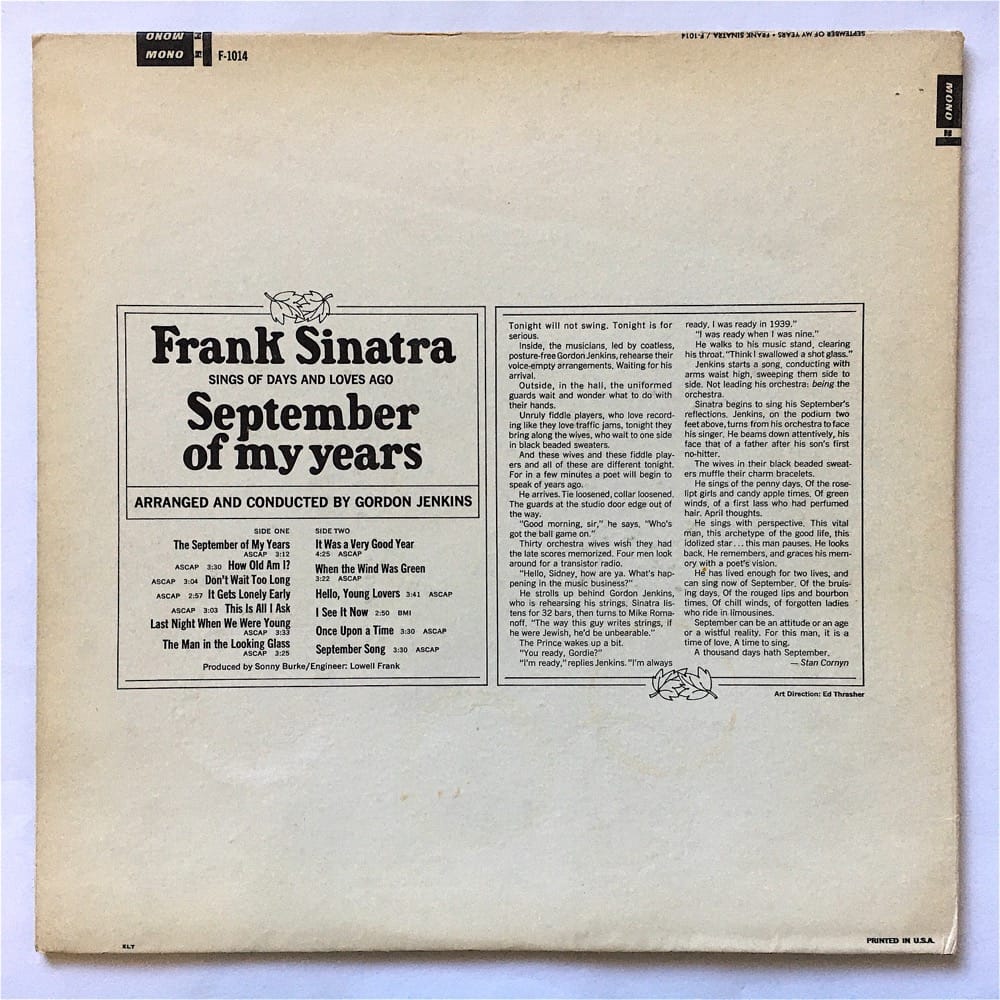 ONOW
MONO
F-1014
SEPTEMBER OF MY YEARS • FRANK SINATRA / F-1014
MONO
Frank Sinatra
SINGS OF DAYS AND LOVES AGO
September
of my years
ARRANGED AND CONDUCTED BY GORDON JENKINS
SIDE ONE
The September of My Years
ASCAP 3:12
ASCAP 3:30 How Old Am I?
ASCAP 3:04 Don't Wait Too Long
ASCAP 2:57 It Gets Lonely Early
ASCAP 3:03 This Is All I Ask
Last Night When We Were Young
ASCAP 3:33
The Man in the Looking Glass
ASCAP 3:25
SIDE TWO
It Was a Very Good Year
4:25 ASCAP
When the Wind Was Green
3:22 ASCAP
Hello, Young Lovers 3:41 ASCAP
I See It Now 2:50 BMI
Once Upon a Time 3:30 ASCAP
September Song 3:30 ASCAP
Produced by Sonny Burke/Engineer: Lowell Frank
Tonight will not swing. Tonight is for
serious.
Inside, the musicians, led by coatless,
posture-free Gordon Jenkins, rehearse their
voice-empty arrangements. Waiting for his
arrival.
Outside, in the hall, the uniformed
guards wait and wonder what to do with
their hands.
Unruly fiddle players, who love record-
ing like they love traffic jams, tonight they
bring along the wives, who wait to one side
in black beaded sweaters.
And these wives and these fiddle play-
ers and all of these are different tonight.
For in a few minutes a poet will begin to
speak of years ago.
He arrives. Tie loosened, collar loosened.
The guards at the studio door edge out of
the way.
"Good morning, sir," he says, "Who's
got the ball game on."
Thirty orchestra wives wish they had
the late scores memorized. Four men look
around for a transistor radio.
"Hello, Sidney, how are ya. What's hap-
pening in the music business?"
He strolls up behind Gordon Jenkins,
who is rehearsing his strings. Sinatra lis-
tens for 32 bars, then turns to Mike Roma-
noff. "The way this guy writes strings, if
he were Jewish, he'd be unbearable."
The Prince wakes up a bit.
"You ready, Gordie?"
"I'm ready," replies Jenkins. "I'm always
ready. I was ready in 1939."
"I was ready when I was nine."
He walks to his music stand, clearing
his throat. "Think I swallowed a shot glass."
Jenkins starts a song, conducting with
arms waist high, sweeping them side to
side. Not leading his orchestra: being the
orchestra.
Sinatra begins to sing his September's
reflections. Jenkins, on the podium two
feet above, turns from his orchestra to face
his singer. He beams down attentively, his
face that of a father after his son's first
no-hitter.
The wives in their black beaded sweat-
ers muffle their charm bracelets.
He sings of the penny days. Of the rose-
lipt girls and candy apple times. Of green
winds, of a first lass who had perfumed
hair. April thoughts.
He sings with perspective. This vital
man, this archetype of the good life, this
idolized star . . . this man pauses. He looks
back. He remembers, and graces his mem-
ory with a poet's vision.
He has lived enough for two lives, and
can sing now of September. Of the bruis-
ing days. Of the rouged lips and bourbon
times. Of chill winds, of forgotten ladies
who ride in limousines.
September can be an attitude or an age
or a wistful reality. For this man, it is a
time of love. A time to sing.
A thousand days hath September.
— Stan Cornyn
Art Direction: Ed Thrasher
KLT
PRINTED IN U.S.A.